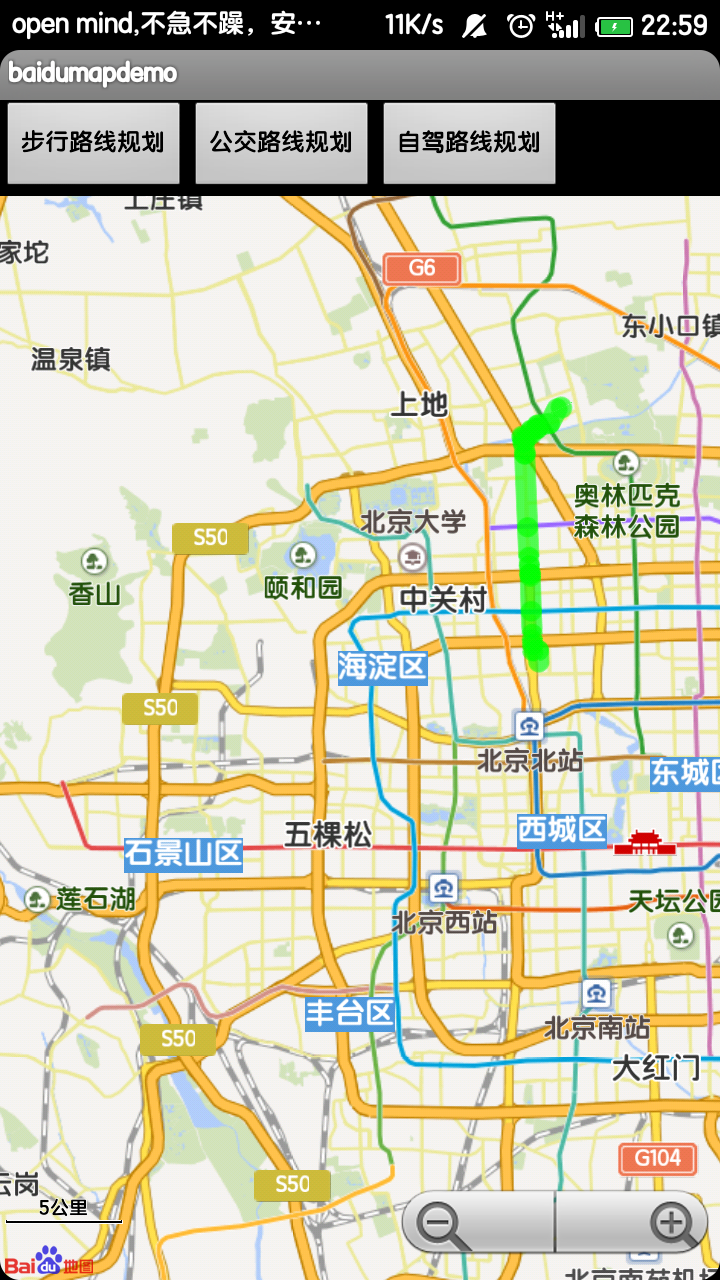 open mind,不急不躁，安… 11K/s H+ 22:59
baidumapdemo
步行路线规划 公交路线规划 自驾路线规划
上庄镇
家坨
G6
东小口镇
温泉镇
上地
奥林匹克
森林公园
北京大学
S50
香山
颐和园
中关村
海淀区
S50
北京北站
东城区
西城区
五棵松
石景山区
莲石湖
天坛公园
北京西站
丰台区
北京南站
S50
大红门
G104
云岗
S50
5公里
Bai du 地图